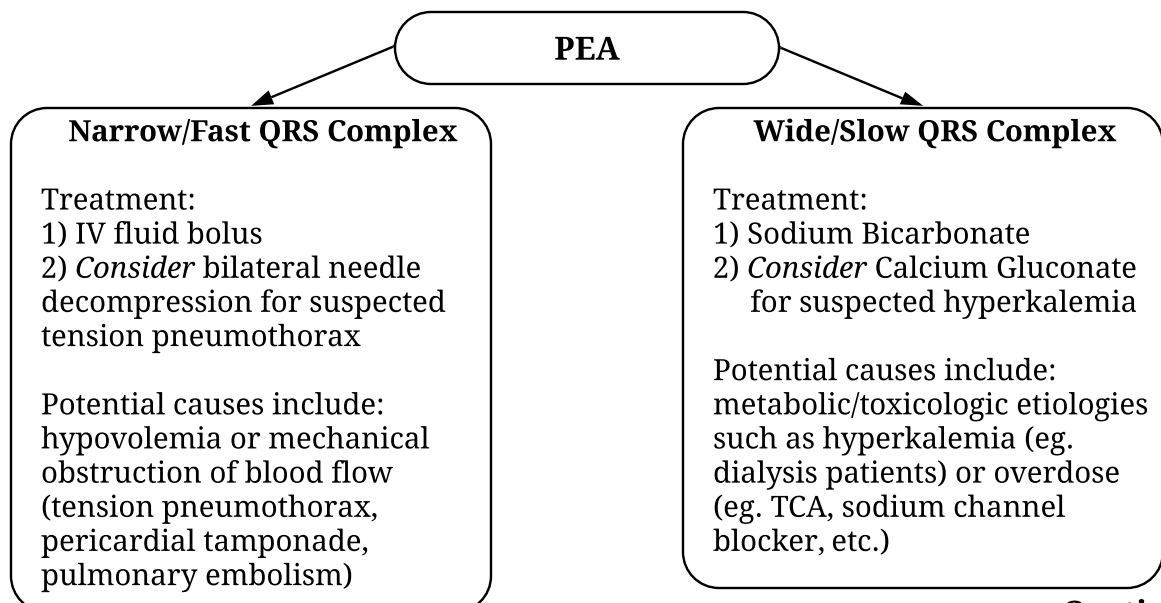 PEA
Narrow/Fast QRS Complex
Treatment:
1) IV fluid bolus
2) Consider bilateral needle
decompression for suspected
tension pneumothorax
Potential causes include:
hypovolemia or mechanical
obstruction of blood flow
(tension pneumothorax,
pericardial tamponade,
pulmonary embolism)
Wide/Slow QRS Complex
Treatment:
1) Sodium Bicarbonate
2) Consider Calcium Gluconate
for suspected hyperkalemia
Potential causes include:
metabolic/toxicologic etiologies
such as hyperkalemia (eg.
dialysis patients) or overdose
(eg. TCA, sodium channel
blocker, etc.)